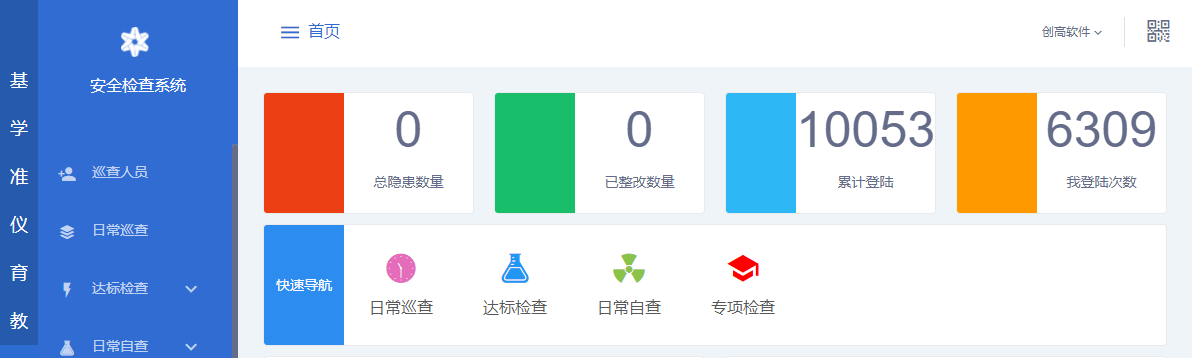 基
学
准
仪
育
教
安全检查系统
巡查人员
日常巡查
达标检查
日常自查
首页
创高软件
0
总隐患数量
0
已整改数量
10053
累计登陆
6309
我登陆次数
快速导航
日常巡查
达标检查
日常自查
专项检查